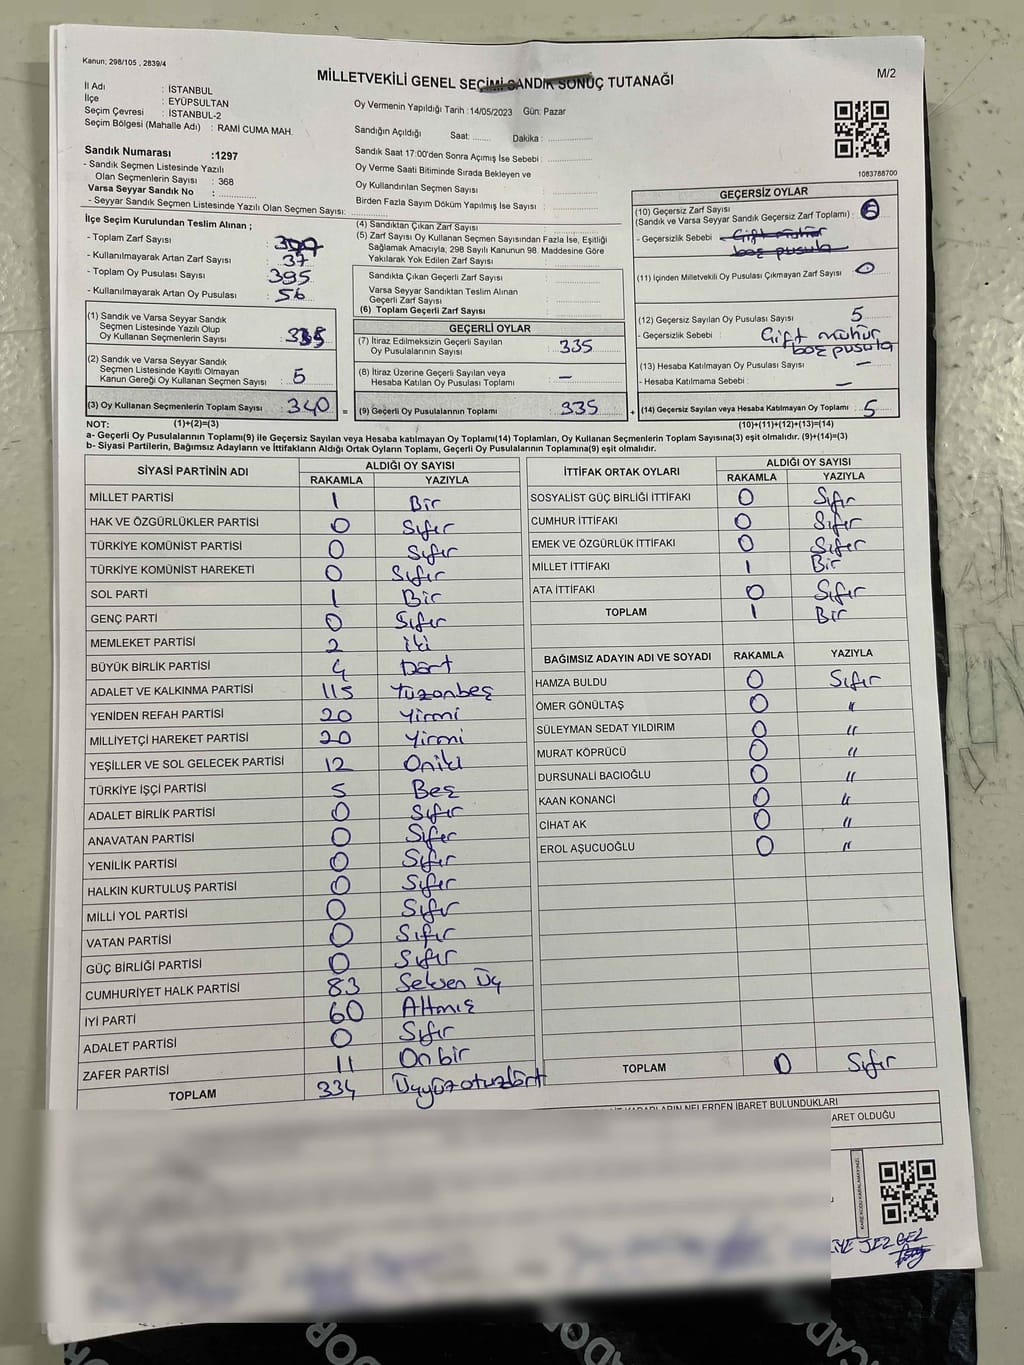 Kanun; 298/105 , 2839/4
MİLLETVEKİLİ GENEL SEÇİMİ SANDIK SONUÇ TUTANAĞI
M/2
İl Adı : İSTANBUL
İlçe : EYÜPSULTAN
Seçim Çevresi : İSTANBUL-2
Seçim Bölgesi (Mahalle Adı) : RAMİ CUMA MAH.
Sandık Numarası :1297
- Sandık Seçmen Listesinde Yazılı
Olan Seçmenlerin Sayısı : 368
Varsa Seyyar Sandık No :
- Seyyar Sandık Seçmen Listesinde Yazılı Olan Seçmen Sayısı:
Oy Vermenin Yapıldığı Tarih :14/05/2023 Gün: Pazar
Sandığın Açıldığı Saat: Dakika :
Sandık Saat 17:00'den Sonra Açımış İse Sebebi :
Oy Verme Saati Bitiminde Sırada Bekleyen ve
Oy Kullandırılan Seçmen Sayısı :
Birden Fazla Sayım Döküm Yapılmış İse Sayısı :
1083788700
İlçe Seçim Kurulundan Teslim Alınan ;
- Toplam Zarf Sayısı :
- Kullanılmayarak Artan Zarf Sayısı : 37
- Toplam Oy Pusulası Sayısı : 395
- Kullanılmayarak Artan Oy Pusulası : 56
(4) Sandıktan Çıkan Zarf Sayısı :
(5) Zarf Sayısı Oy Kullanan Seçmen Sayısından Fazla İse, Eşitliği
Sağlamak Amacıyla, 298 Sayılı Kanunun 98. Maddesine Göre
Yakılarak Yok Edilen Zarf Sayısı :
Sandıkta Çıkan Geçerli Zarf Sayısı :
Varsa Seyyar Sandıktan Teslim Alınan
Geçerli Zarf Sayısı :
(6) Toplam Geçerli Zarf Sayısı :
GEÇERSİZ OYLAR
(10) Geçersiz Zarf Sayısı
(Sandık ve Varsa Seyyar Sandık Geçersiz Zarf Toplamı) :
- Geçersizlik Sebebi : Çift mühür
boş pusula
(11) İçinden Milletvekili Oy Pusulası Çıkmayan Zarf Sayısı : 0
(12) Geçersiz Sayılan Oy Pusulası Sayısı : 5
- Geçersizlik Sebebi : Çift mühür
boş pusula
(13) Hesaba Katılmayan Oy Pusulası Sayısı : –
- Hesaba Katılmama Sebebi : –
(14) Geçersiz Sayılan veya Hesaba Katılmayan Oy Toplamı : 5
(10)+(11)+(12)+(13)=(14)
(1) Sandık ve Varsa Seyyar Sandık
Seçmen Listesinde Yazılı Olup
Oy Kullanan Seçmenlerin Sayısı : 335
(2) Sandık ve Varsa Seyyar Sandık
Seçmen Listesinde Kayıtlı Olmayan
Kanun Gereği Oy Kullanan Seçmen Sayısı : 5
(3) Oy Kullanan Seçmenlerin Toplam Sayısı : 340 =
GEÇERLİ OYLAR
(7) İtiraz Edilmeksizin Geçerli Sayılan
Oy Pusulalarının Sayısı : 335
(8) İtiraz Üzerine Geçerli Sayılan veya
Hesaba Katılan Oy Pusulası Toplamı : –
(9) Geçerli Oy Pusulalarının Toplamı : 335 +
NOT: (1)+(2)=(3)
a- Geçerli Oy Pusulalarının Toplamı(9) ile Geçersiz Sayılan veya Hesaba katılmayan Oy Toplamı(14) Toplamları, Oy Kullanan Seçmenlerin Toplam Sayısına(3) eşit olmalıdır. (9)+(14)=(3)
b- Siyasi Partilerin, Bağımsız Adayların ve İttifakların Aldığı Ortak Oyların Toplamı, Geçerli Oy Pusulalarının Toplamına(9) eşit olmalıdır.
SİYASİ PARTİNİN ADI ALDIĞI OY SAYISI
RAKAMLA YAZIYLA
MİLLET PARTİSİ 1 Bir
HAK VE ÖZGÜRLÜKLER PARTİSİ 0 Sıfır
TÜRKİYE KOMÜNİST PARTİSİ 0 Sıfır
TÜRKİYE KOMÜNİST HAREKETİ 0 Sıfır
SOL PARTİ 1 Bir
GENÇ PARTİ 0 Sıfır
MEMLEKET PARTİSİ 2 iki
BÜYÜK BİRLİK PARTİSİ 4 Dört
ADALET VE KALKINMA PARTİSİ 115 Yüzonbeş
YENİDEN REFAH PARTİSİ 20 Yirmi
MİLLİYETÇİ HAREKET PARTİSİ 20 Yirmi
YEŞİLLER VE SOL GELECEK PARTİSİ 12 Oniki
TÜRKİYE İŞÇİ PARTİSİ 5 Beş
ADALET BİRLİK PARTİSİ 0 Sıfır
ANAVATAN PARTİSİ 0 Sıfır
YENİLİK PARTİSİ 0 Sıfır
HALKIN KURTULUŞ PARTİSİ 0 Sıfır
MİLLİ YOL PARTİSİ 0 Sıfır
VATAN PARTİSİ 0 Sıfır
GÜÇ BİRLİĞİ PARTİSİ 0 Sıfır
CUMHURİYET HALK PARTİSİ 83 Seksen Üç
İYİ PARTİ 60 Altmış
ADALET PARTİSİ 0 Sıfır
ZAFER PARTİSİ 11 On bir
TOPLAM 334 Üçyüzotuzdört
İTTİFAK ORTAK OYLARI ALDIĞI OY SAYISI
RAKAMLA YAZIYLA
SOSYALİST GÜÇ BİRLİĞİ İTTİFAKI 0 Sıfır
CUMHUR İTTİFAKI 0 Sıfır
EMEK VE ÖZGÜRLÜK İTTİFAKI 0 Sıfır
MİLLET İTTİFAKI 1 Bir
ATA İTTİFAKI 0 Sıfır
TOPLAM 1 Bir
BAĞIMSIZ ADAYIN ADI VE SOYADI RAKAMLA YAZIYLA
HAMZA BULDU 0 Sıfır
ÖMER GÖNÜLTAŞ 0 "
SÜLEYMAN SEDAT YILDIRIM 0 "
MURAT KÖPRÜCÜ 0 "
DURSUNALİ BACIOĞLU 0 "
KAAN KONANCİ 0 "
CİHAT AK 0 "
EROL AŞUCUOĞLU 0 "
TOPLAM 0 Sıfır
NELERDEN İBARET BULUNDUKLARI
ARET OLDUĞU